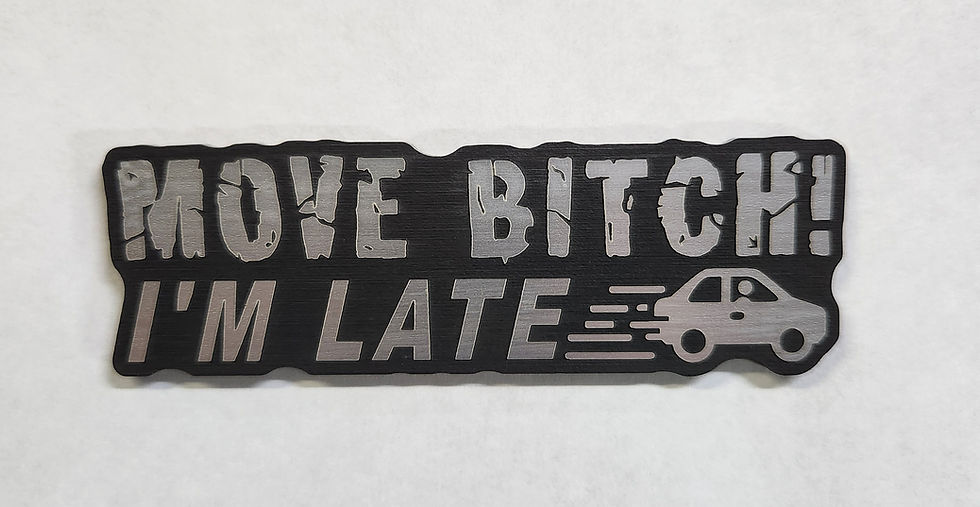 MOVE BITCH!
I'M LATE